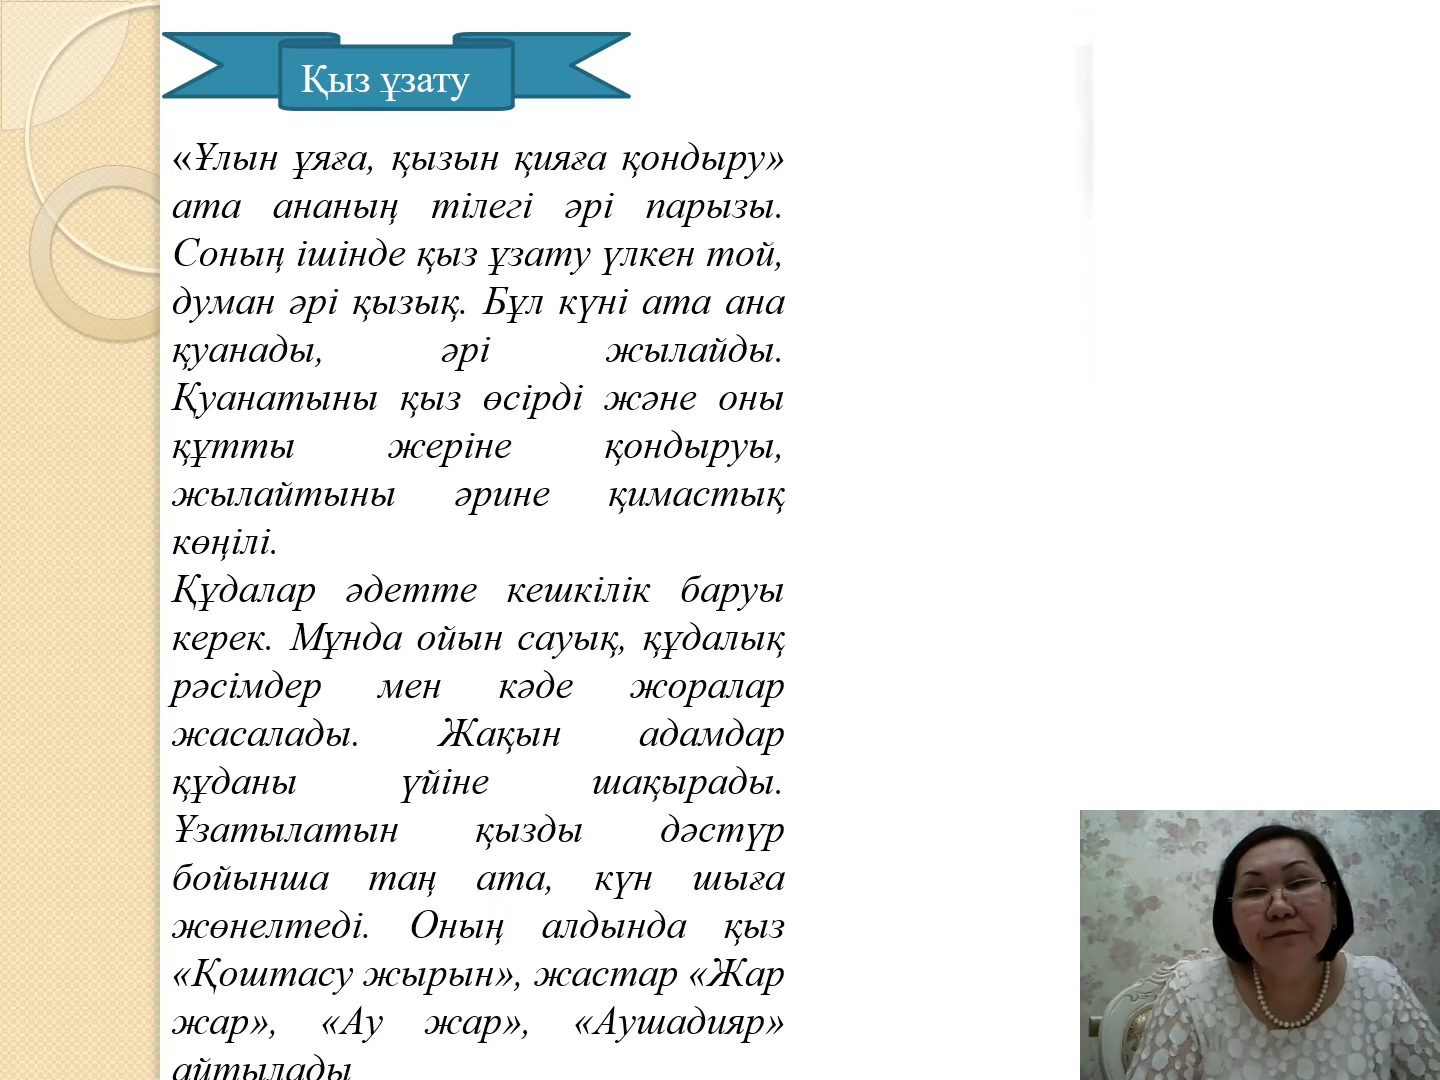 Қыз ұзату
«Ұлын ұяға, қызын қияға қондыру»
ата ананың тілегі әрі парызы.
Соның ішінде қыз ұзату үлкен той,
думан әрі қызық. Бұл күні ата ана
қуанады, әрі жылайды.
Қуанатыны қыз өсірді және оны
құтты жеріне қондыруы,
жылайтыны әрине қимастық
көңілі.
Құдалар әдетте кешкілік баруы
керек. Мұнда ойын сауық, құдалық
рәсімдер мен кәде жоралар
жасалады. Жақын адамдар
құданы үйіне шақырады.
Ұзатылатын қызды дәстүр
бойынша таң ата, күн шыға
жөнелтеді. Оның алдында қыз
«Қоштасу жырын», жастар «Жар
жар», «Ау жар», «Аушадияр»
айтылады